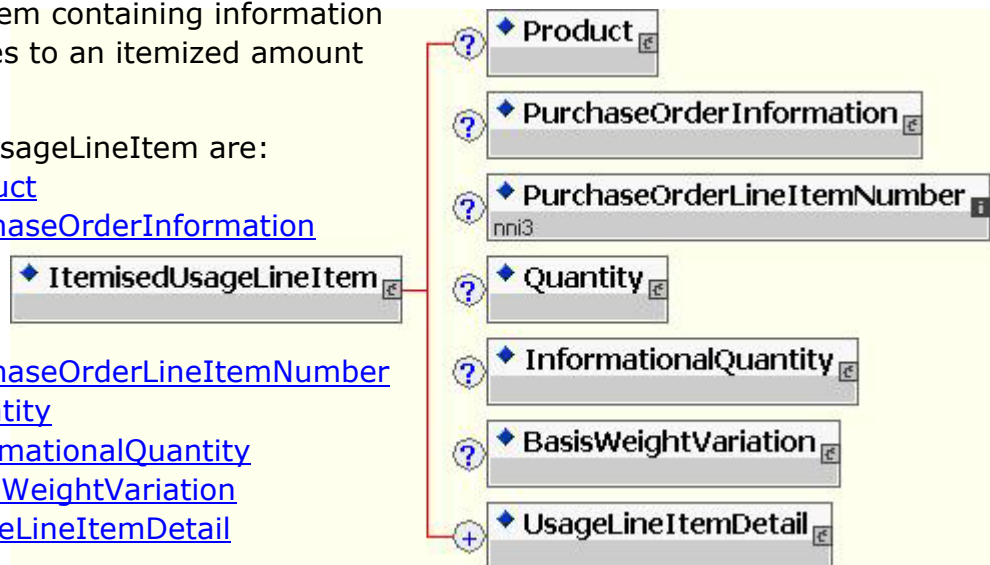 em containing information
es to an itemized amount
sageLineItem are:
uct
haseOrderInformation
ItemisedUsageLineItem
haseOrderLineItemNumber
tity
rmationalQuantity
WeightVariation
eLineItemDetail
Product
PurchaseOrderInformation
PurchaseOrderLineItemNumber
nni3
Quantity
InformationalQuantity
BasisWeightVariation
UsageLineItemDetail